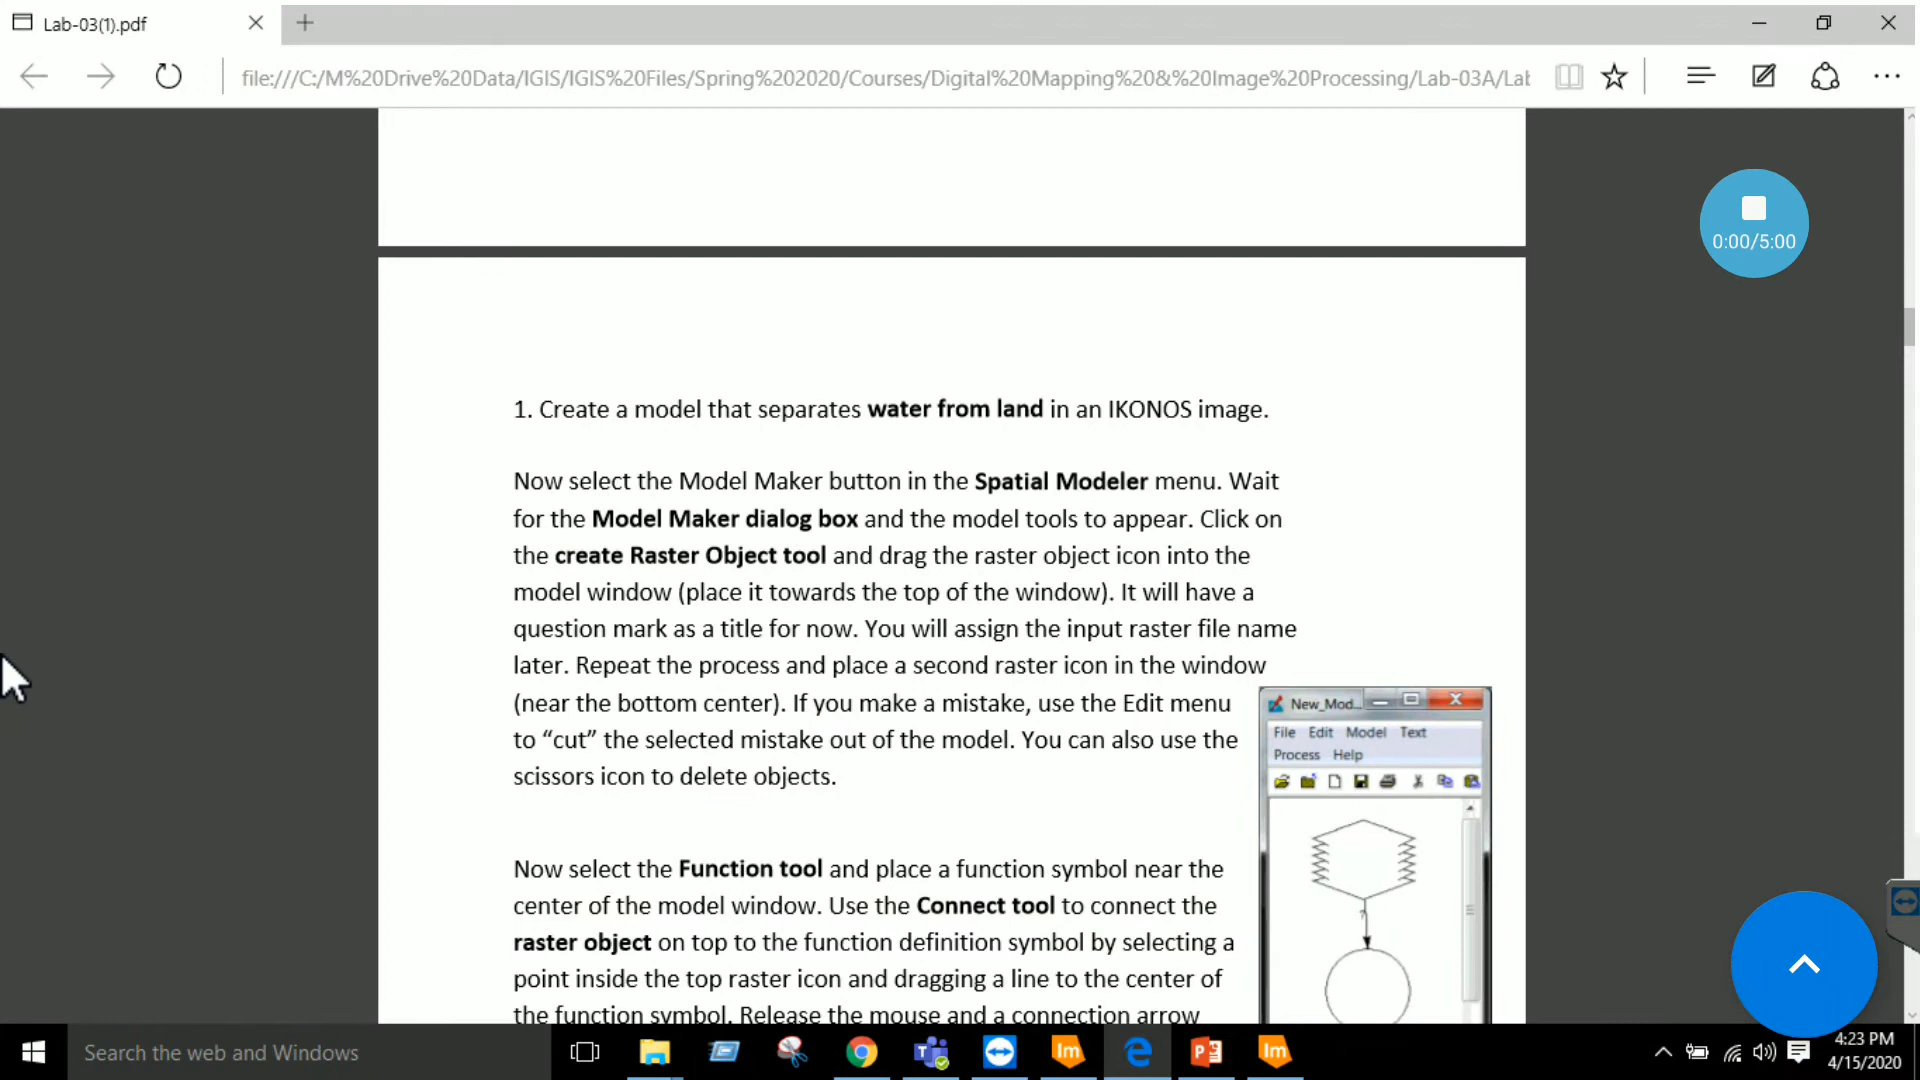 Lab-03(1).pdf
file:///C:/M%20Drive%20Data/IGIS/IGIS%20Files/Spring%202020/Courses/Digital%20Mapping%20&%20Image%20Processing/Lab-03A/Lab
0:00/5:00
1. Create a model that separates water from land in an IKONOS image.
Now select the Model Maker button in the Spatial Modeler menu. Wait
for the Model Maker dialog box and the model tools to appear. Click on
the create Raster Object tool and drag the raster object icon into the
model window (place it towards the top of the window). It will have a
question mark as a title for now. You will assign the input raster file name
later. Repeat the process and place a second raster icon in the window
(near the bottom center). If you make a mistake, use the Edit menu
to “cut” the selected mistake out of the model. You can also use the
scissors icon to delete objects.
New_Mod...
File Edit Model Text
Process Help
?
Now select the Function tool and place a function symbol near the
center of the model window. Use the Connect tool to connect the
raster object on top to the function definition symbol by selecting a
point inside the top raster icon and dragging a line to the center of
the function symbol. Release the mouse and a connection arrow
Search the web and Windows
Im
Im
4:23 PM
4/15/2020